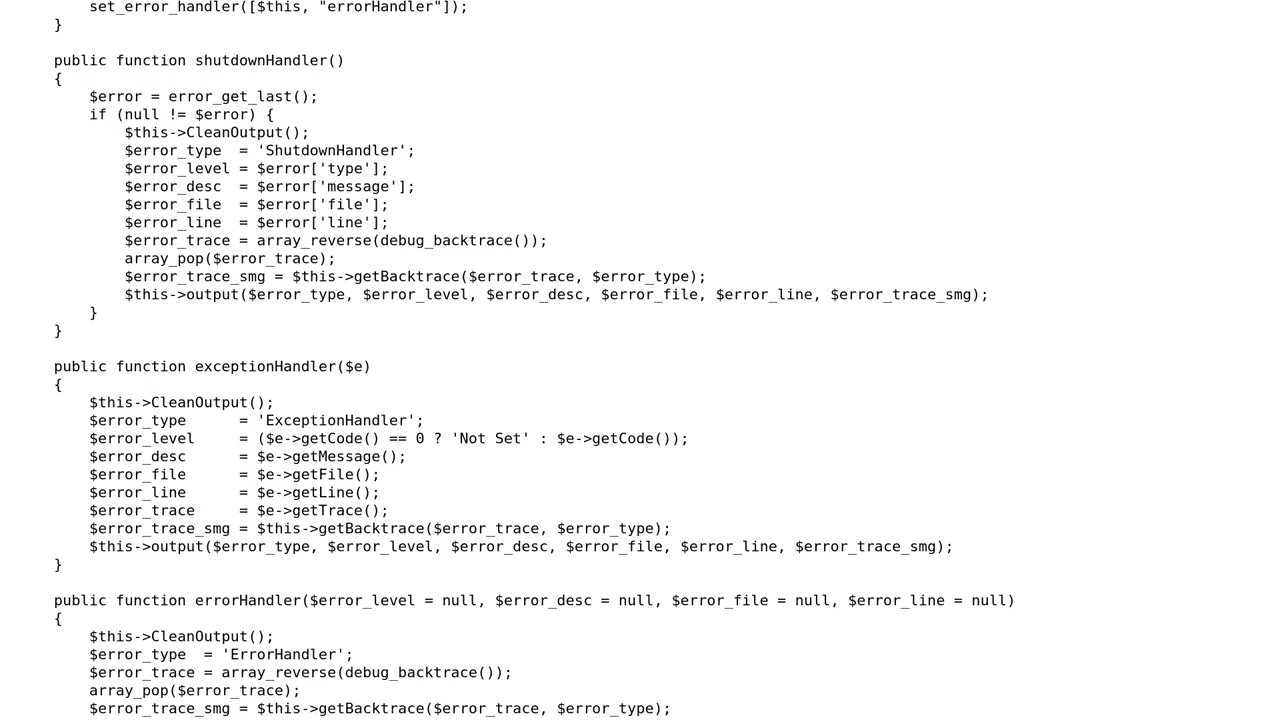 set_error_handler([$this, "errorHandler"]);
}
public function shutdownHandler()
{
$error = error_get_last();
if (null != $error) {
$this->CleanOutput();
$error_type  = 'ShutdownHandler';
$error_level = $error['type'];
$error_desc  = $error['message'];
$error_file  = $error['file'];
$error_line  = $error['line'];
$error_trace = array_reverse(debug_backtrace());
array_pop($error_trace);
$error_trace_smg = $this->getBacktrace($error_trace, $error_type);
$this->output($error_type, $error_level, $error_desc, $error_file, $error_line, $error_trace_smg);
}
}
public function exceptionHandler($e)
{
$this->CleanOutput();
$error_type      = 'ExceptionHandler';
$error_level     = ($e->getCode() == 0 ? 'Not Set' : $e->getCode());
$error_desc      = $e->getMessage();
$error_file      = $e->getFile();
$error_line      = $e->getLine();
$error_trace     = $e->getTrace();
$error_trace_smg = $this->getBacktrace($error_trace, $error_type);
$this->output($error_type, $error_level, $error_desc, $error_file, $error_line, $error_trace_smg);
}
public function errorHandler($error_level = null, $error_desc = null, $error_file = null, $error_line = null)
{
$this->CleanOutput();
$error_type  = 'ErrorHandler';
$error_trace = array_reverse(debug_backtrace());
array_pop($error_trace);
$error_trace_smg = $this->getBacktrace($error_trace, $error_type);